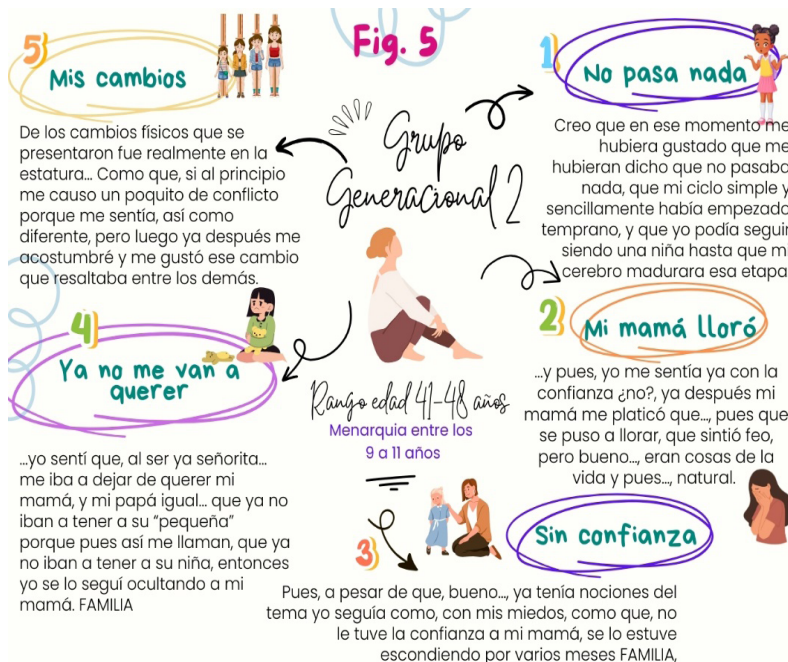 Fig. 5
Grupo
Generacional 2
Rango edad 41-48 años
Menarquia entre los
9 a 11 años
1
No pasa nada
Creo que en ese momento me
hubiera gustado que me
hubieran dicho que no pasaba
nada, que mi ciclo simple y
sencillamente había empezado
temprano, y que yo podía seguir
siendo una niña hasta que mi
cerebro madurara esa etapa
2
Mi mamá lloró
...y pues, yo me sentía ya con la
confianza ¿no?, ya después mi
mamá me platicó que..., pues que
se puso a llorar, que sintió feo,
pero bueno..., eran cosas de la
vida y pues..., natural.
3
Sin confianza
Pues, a pesar de que, bueno..., ya tenía nociones del
tema yo seguía como, con mis miedos, como que, no
le tuve la confianza a mi mamá, se lo estuve
escondiendo por varios meses FAMILIA,
4
Ya no me van a
querer
...yo sentí que, al ser ya señorita...
me iba a dejar de querer mi
mamá, y mi papá igual... que ya no
iban a tener a su "pequeña"
porque pues así me llaman, que ya
no iban a tener a su niña, entonces
yo se lo seguí ocultando a mi
mamá. FAMILIA
5
Mis cambios
De los cambios físicos que se
presentaron fue realmente en la
estatura... Como que, si al principio
me causo un poquito de conflicto
porque me sentía, así como
diferente, pero luego ya después me
acostumbré y me gustó ese cambio
que resaltaba entre los demás.